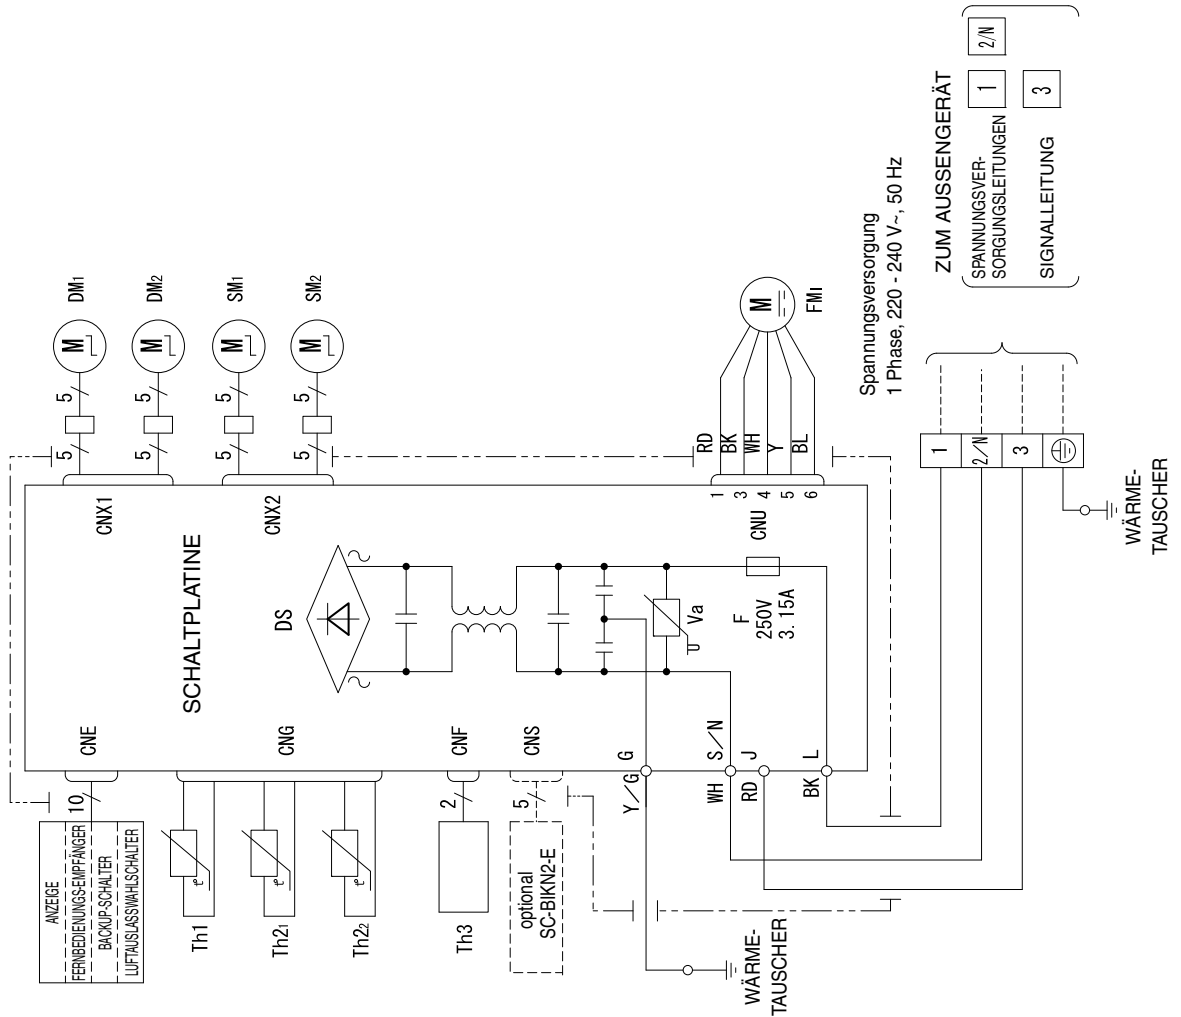 DM1
DM2
SM1
SM2
M
M
M
M
5
5
5
5
5
5
5
5
CNX1
CNX2
SCHALTPLATINE
DS
CNE
CNG
CNF
CNS
10
2
5
ANZEIGE
FERNBEDIENUNGS-EMPFÄNGER
BACKUP-SCHALTER
LUFTAUSLASSWAHLSCHALTER
Th1
Th21
Th22
Th3
optional
SC-BIKN2-E
RD
BK
WH
Y
BL
1
3
4
5
6
CNU
M
FMI
F
250V
3. 15A
Va
G
S/N
J
L
Y/G
WH
RD
BK
WÄRME-
TAUSCHER
1
2/N
3
WÄRME-
TAUSCHER
Spannungsversorgung
1 Phase, 220 - 240 V~, 50 Hz
ZUM AUSSENGERÄT
SPANNUNGSVER-
SORGUNGSLEITUNGEN
1
2/N
SIGNALLEITUNG
3